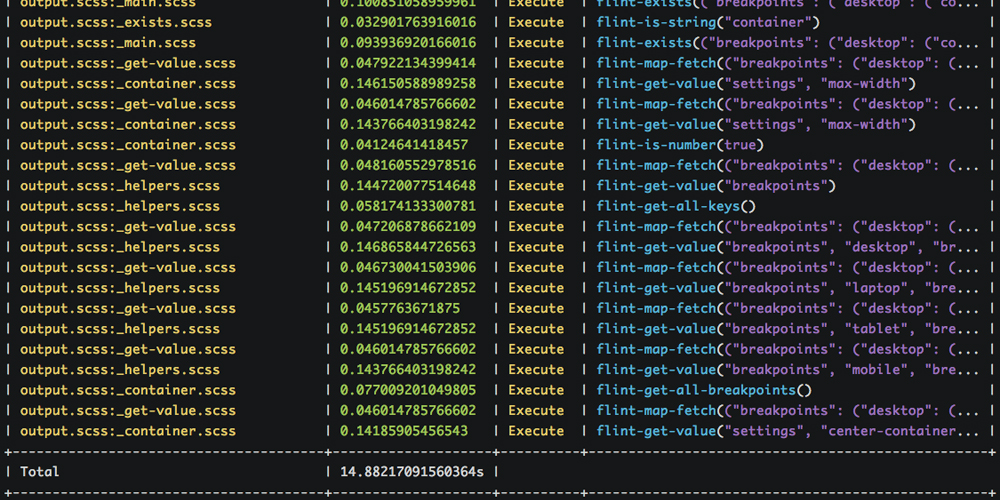 | output.scss:_main.scss | 0.100851058959961 | Execute | flint-exists(("breakpoints": ("desktop": ("co... |
| output.scss:_exists.scss | 0.032901763916016 | Execute | flint-is-string("container") |
| output.scss:_main.scss | 0.093936920166016 | Execute | flint-exists(("breakpoints": ("desktop": ("co... |
| output.scss:_get-value.scss | 0.047922134399414 | Execute | flint-map-fetch(("breakpoints": ("desktop": (... |
| output.scss:_container.scss | 0.146150588989258 | Execute | flint-get-value("settings", "max-width") |
| output.scss:_get-value.scss | 0.046014785766602 | Execute | flint-map-fetch(("breakpoints": ("desktop": (... |
| output.scss:_container.scss | 0.143766403198242 | Execute | flint-get-value("settings", "max-width") |
| output.scss:_container.scss | 0.04124641418457 | Execute | flint-is-number(true) |
| output.scss:_get-value.scss | 0.048160552978516 | Execute | flint-map-fetch(("breakpoints": ("desktop": (... |
| output.scss:_helpers.scss | 0.144720077514648 | Execute | flint-get-value("breakpoints") |
| output.scss:_helpers.scss | 0.058174133300781 | Execute | flint-get-all-keys() |
| output.scss:_get-value.scss | 0.047206878662109 | Execute | flint-map-fetch(("breakpoints": ("desktop": (... |
| output.scss:_helpers.scss | 0.146865844726563 | Execute | flint-get-value("breakpoints", "desktop", "br... |
| output.scss:_get-value.scss | 0.046730041503906 | Execute | flint-map-fetch(("breakpoints": ("desktop": (... |
| output.scss:_helpers.scss | 0.145196914672852 | Execute | flint-get-value("breakpoints", "laptop", "bre... |
| output.scss:_get-value.scss | 0.0457763671875 | Execute | flint-map-fetch(("breakpoints": ("desktop": (... |
| output.scss:_helpers.scss | 0.145196914672852 | Execute | flint-get-value("breakpoints", "tablet", "bre... |
| output.scss:_get-value.scss | 0.046014785766602 | Execute | flint-map-fetch(("breakpoints": ("desktop": (... |
| output.scss:_helpers.scss | 0.143766403198242 | Execute | flint-get-value("breakpoints", "mobile", "bre... |
| output.scss:_container.scss | 0.077009201049805 | Execute | flint-get-all-breakpoints() |
| output.scss:_get-value.scss | 0.046014785766602 | Execute | flint-map-fetch(("breakpoints": ("desktop": (... |
| output.scss:_container.scss | 0.14185905456543 | Execute | flint-get-value("settings", "center-container... |
| Total | 14.88217091560364s |